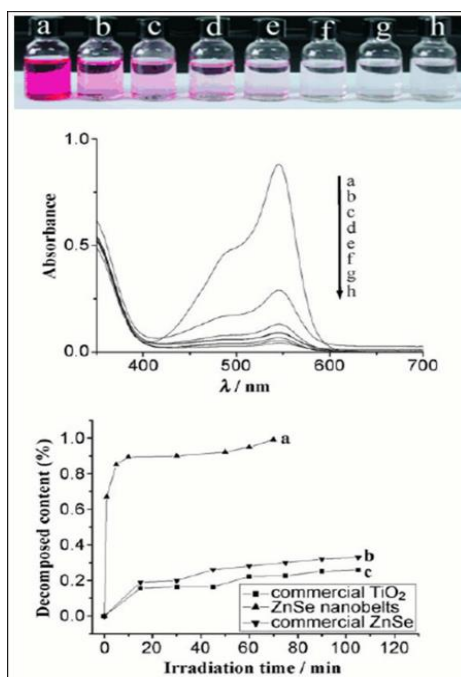 a b c d e f g h
1.0
0.5
0.0
Absorbance
400 500 600 700
λ / nm
a
b
c
d
e
f
g
h
1.0
0.8
0.6
0.4
0.2
0.0
Decomposed content (%)
a
b
c
commercial TiO2
ZnSe nanobelts
commercial ZnSe
0 20 40 60 80 100 120
Irradiation time / min